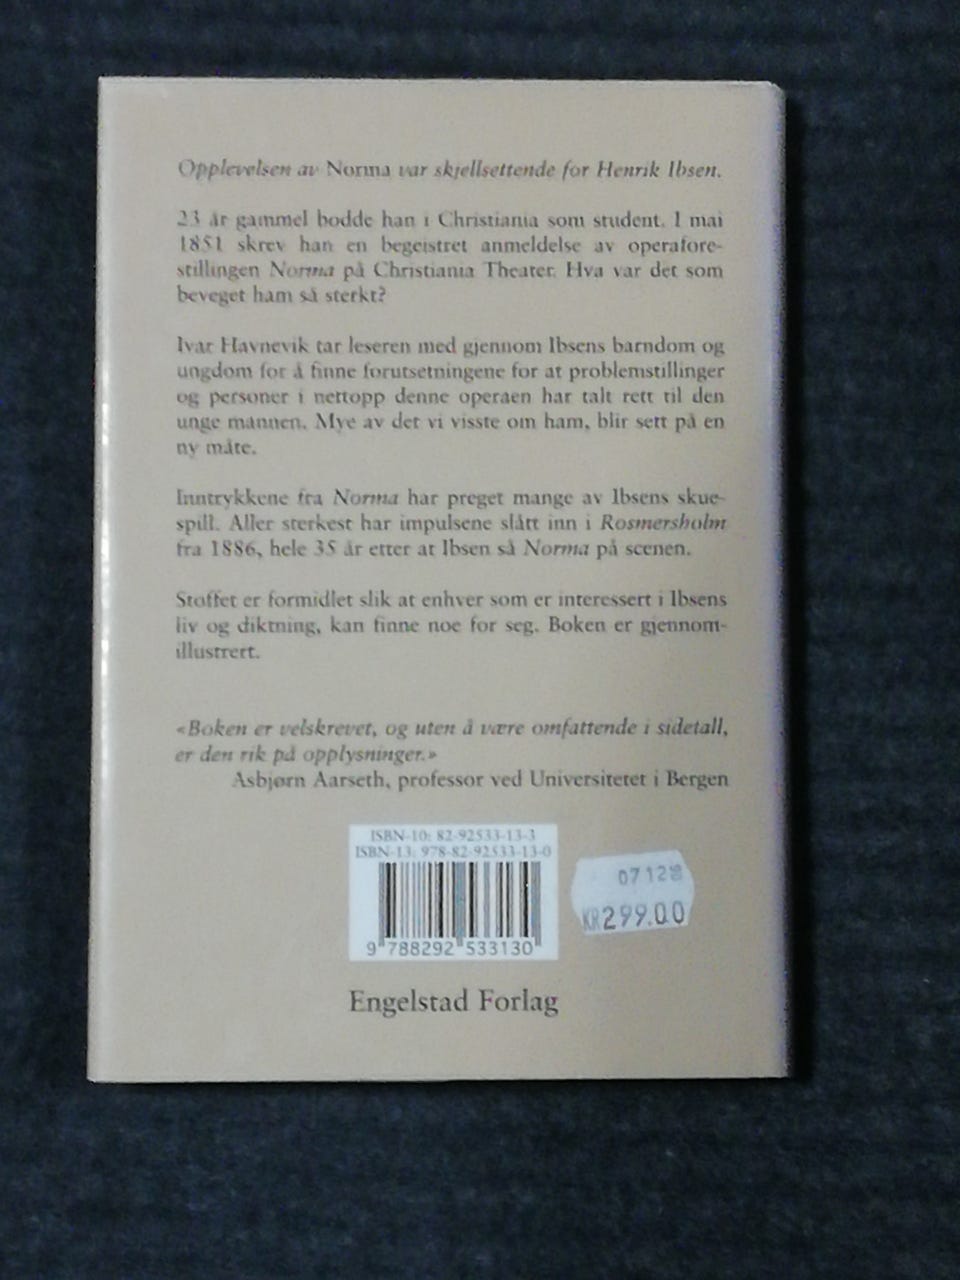 Opplevelsen av Norma var skjellsettende for Henrik Ibsen.
23 år gammel bodde han i Christiania som student. I mai
1851 skrev han en begeistret anmeldelse av operafore-
stillingen Norma på Christiania Theater. Hva var det som
beveget ham så sterkt?
Ivar Havnevik tar leseren med gjennom Ibsens barndom og
ungdom for å finne forutsetningene for at problemstillinger
og personer i nettopp denne operaen har talt rett til den
unge mannen. Mye av det vi visste om ham, blir sett på en
ny måte.
Inntrykkene fra Norma har preget mange av Ibsens skue-
spill. Aller sterkest har impulsene slått inn i Rosmersholm
fra 1886, hele 35 år etter at Ibsen så Norma på scenen.
Stoffet er formidlet slik at enhver som er interessert i Ibsens
liv og diktning, kan finne noe for seg. Boken er gjennom-
illustrert.
«Boken er velskrevet, og uten å være omfattende i sidetall,
er den rik på opplysninger.»
Asbjørn Aarseth, professor ved Universitetet i Bergen
ISBN-10: 82-92533-13-3
ISBN-13: 978-82-92533-13-0
9 788292 533130
0712
KR299.00
Engelstad Forlag